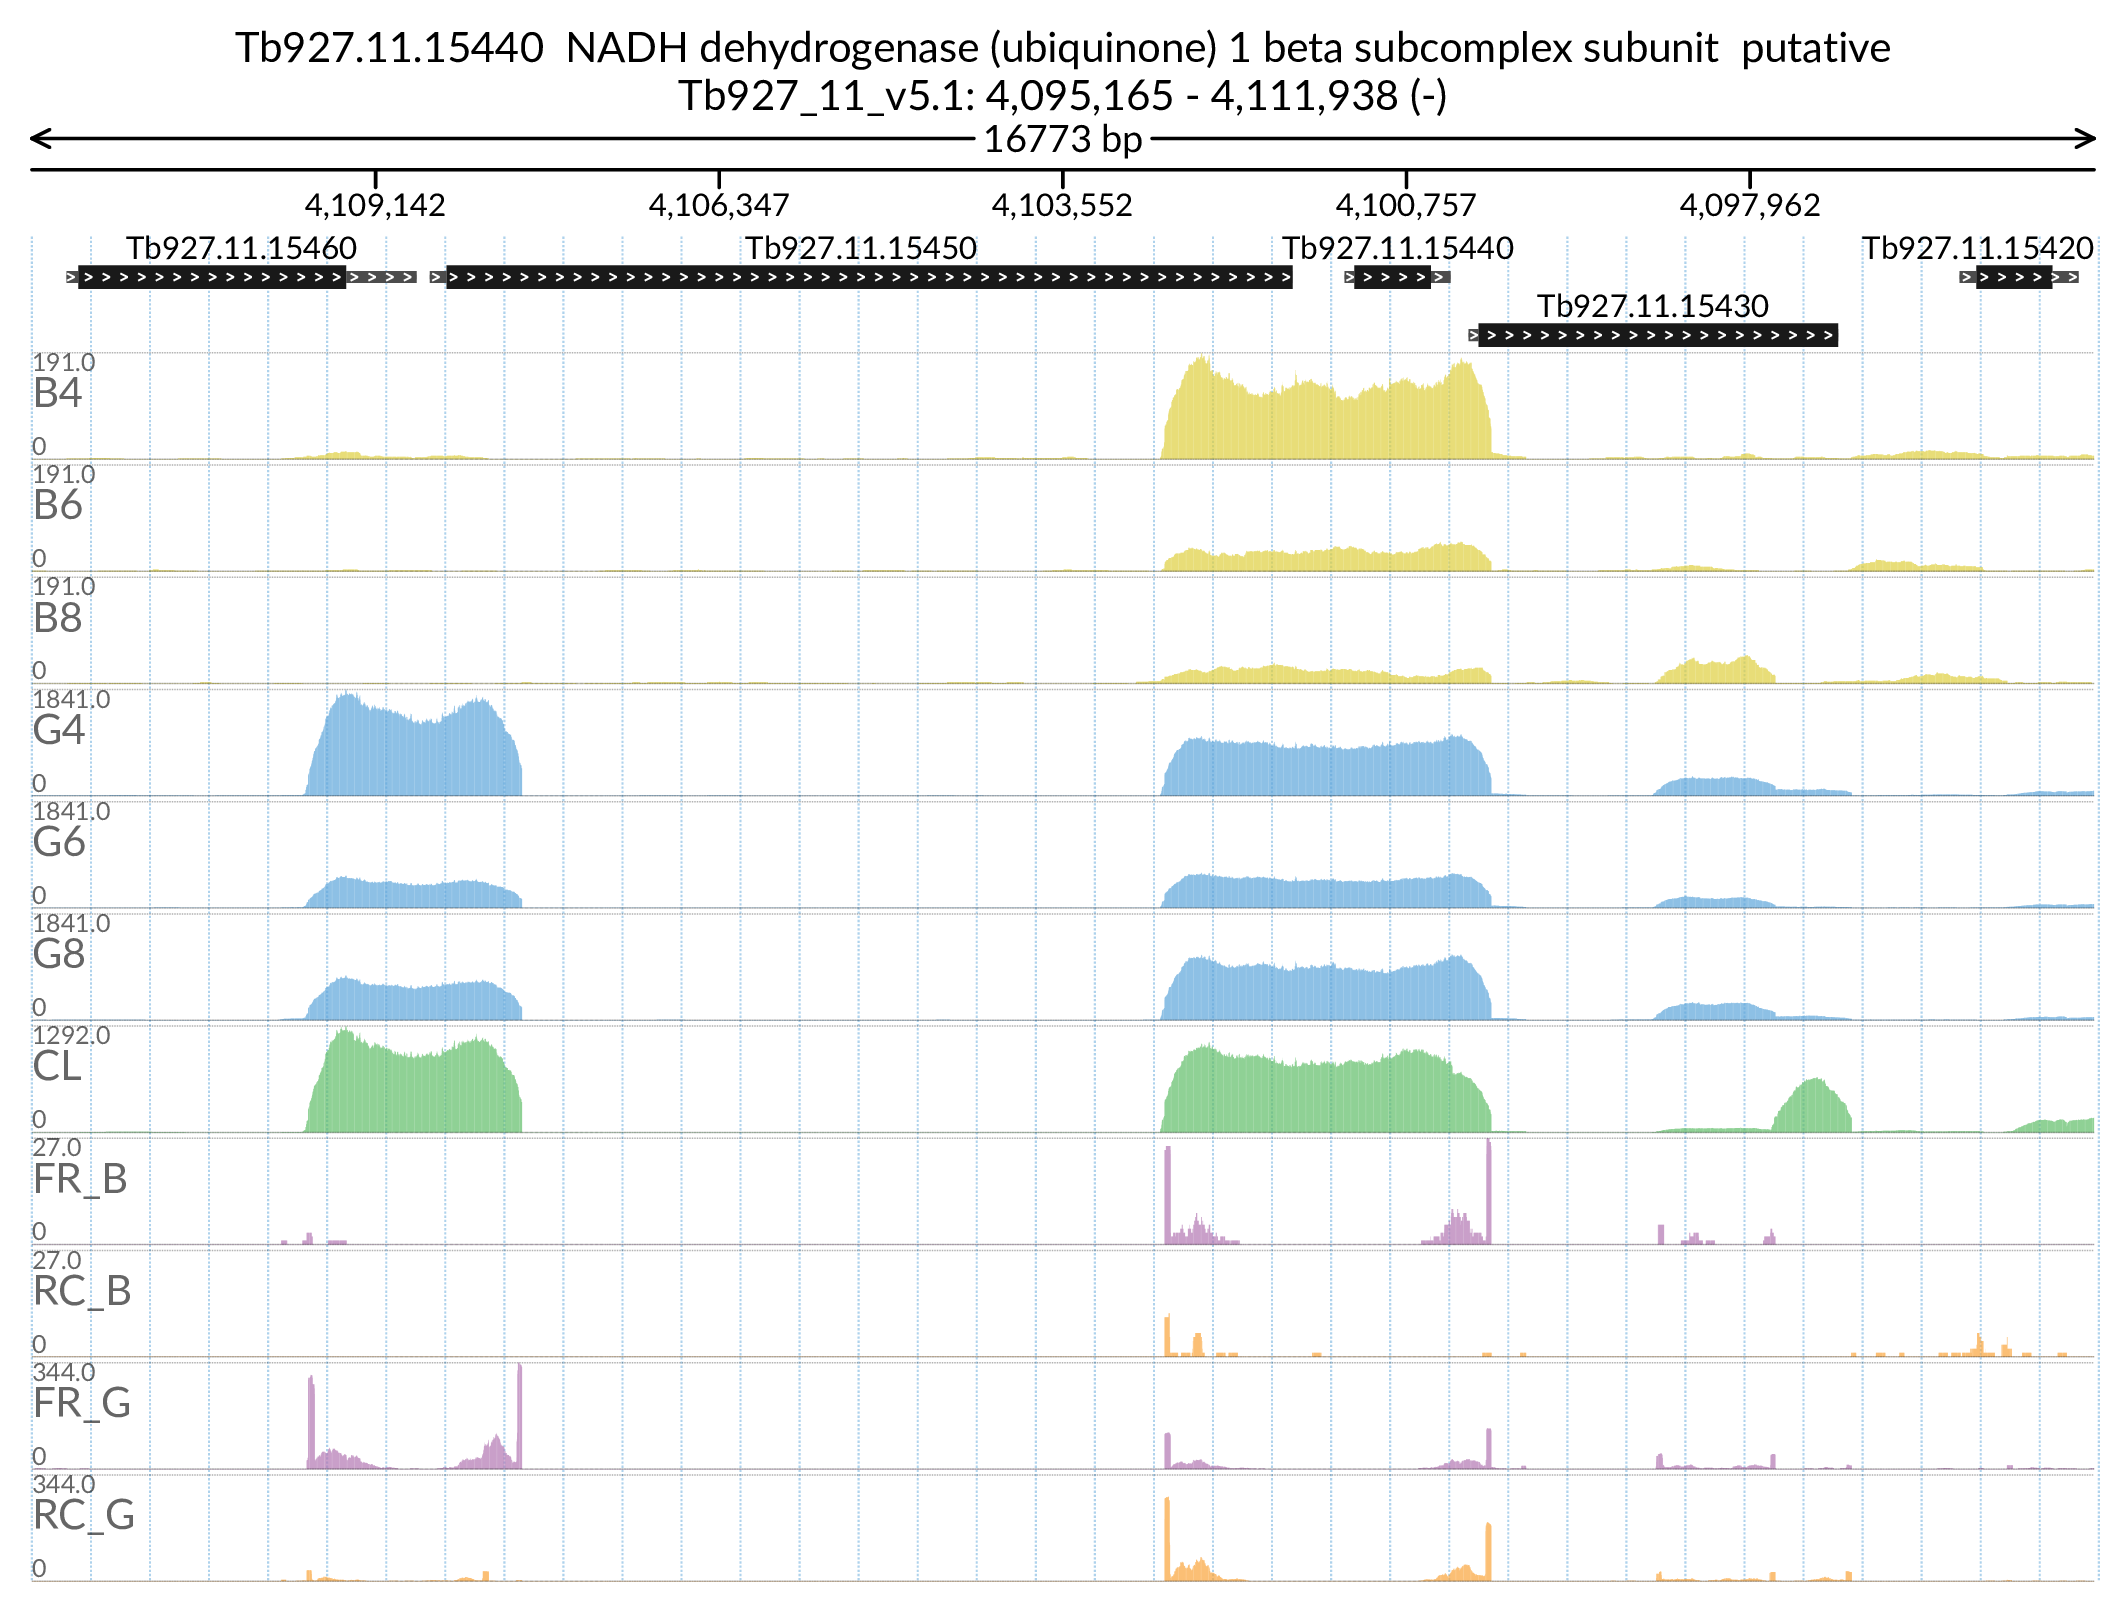 Tb927.11.15440 NADH dehydrogenase (ubiquinone) 1 beta subcomplex subunit putative
Tb927_11_v5.1: 4,095,165 - 4,111,938 (-)
16773 bp
4,109,142 4,106,347 4,103,552 4,100,757 4,097,962
Tb927.11.15460 Tb927.11.15450 Tb927.11.15440 Tb927.11.15420
Tb927.11.15430
191.0
B4
0
191.0
B6
0
191.0
B8
0
1841.0
G4
0
1841.0
G6
0
1841.0
G8
0
1292.0
CL
0
27.0
FR_B
0
27.0
RC_B
0
344.0
FR_G
0
344.0
RC_G
0